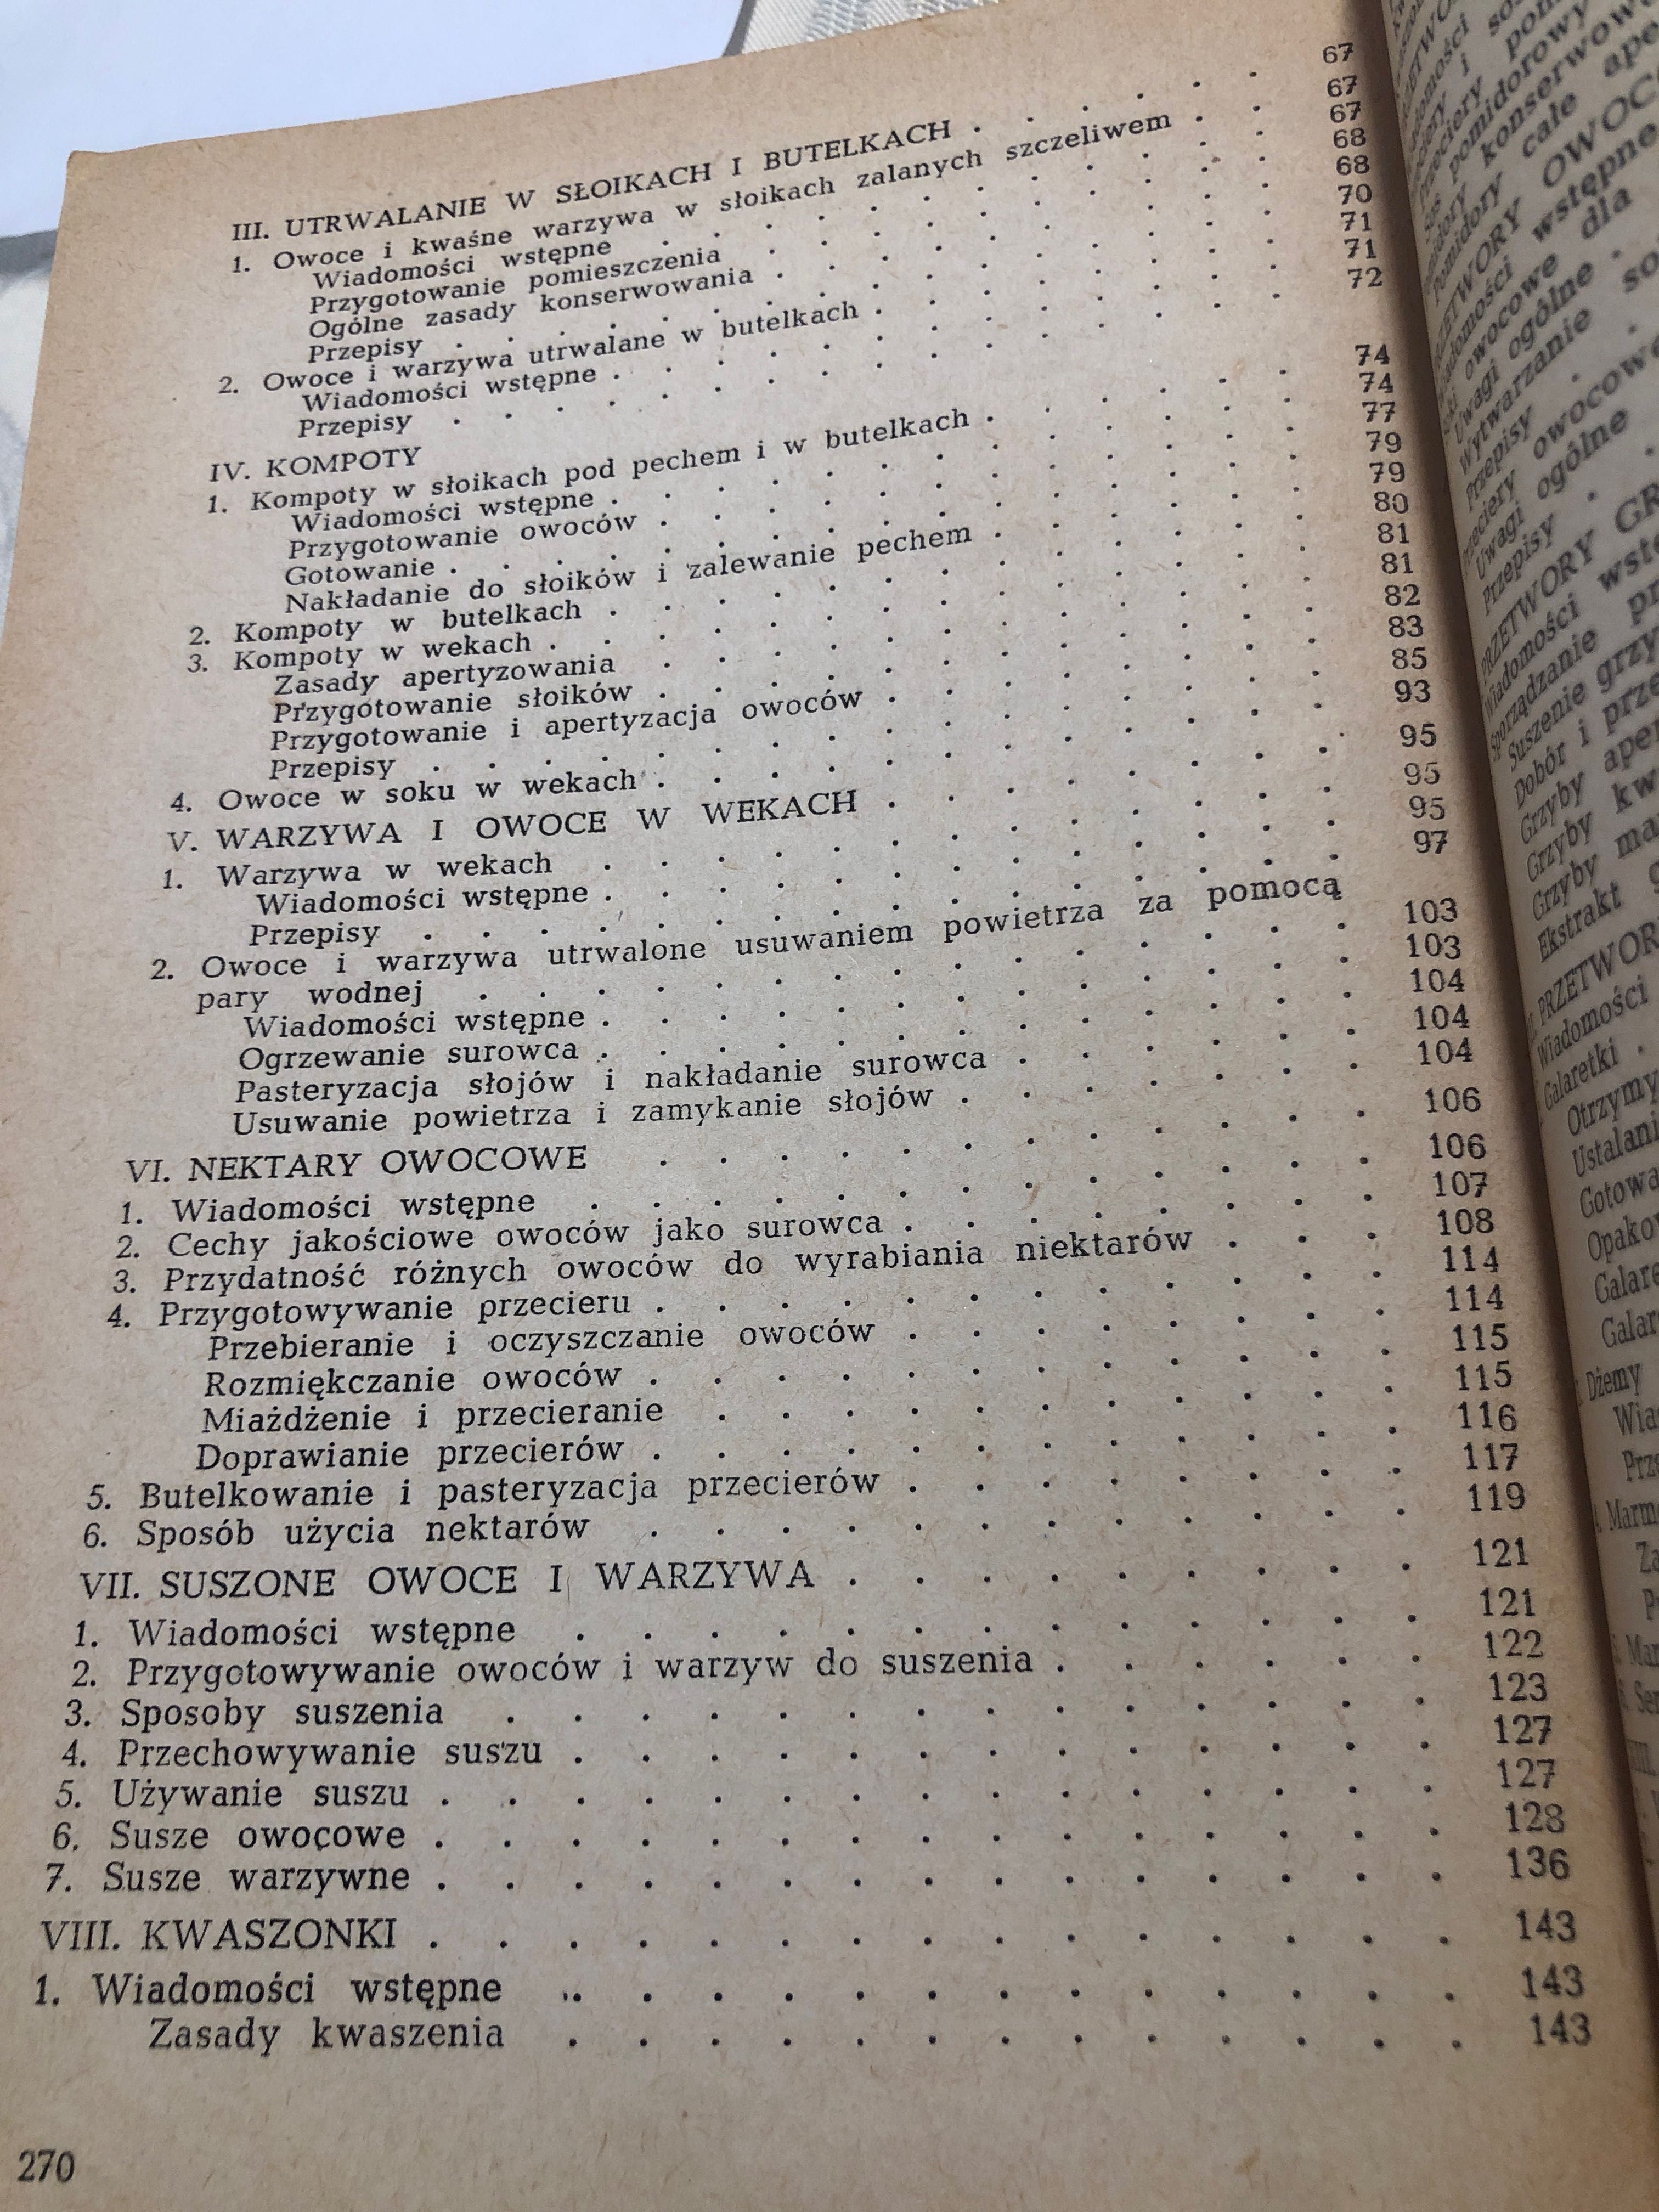 III. UTRWALANIE W SŁOIKACH I BUTELKACH . . . . . . 67
1. Owoce i kwaśne warzywa w słoikach zalanych szczeliwem . . 67
Wiadomości wstępne . . . . . . . . . . 67
Przygotowanie pomieszczenia . . . . . . . . 68
Ogólne zasady konserwowania . . . . . . . . 68
Przepisy . . . . . . . . . . . . 70
2. Owoce i warzywa utrwalane w butelkach . . . . . . 71
Wiadomości wstępne . . . . . . . . . . 71
Przepisy . . . . . . . . . . . . 72
IV. KOMPOTY
1. Kompoty w słoikach pod pechem i w butelkach . . . . . 74
Wiadomości wstępne . . . . . . . . . . 74
Przygotowanie owoców . . . . . . . . . 77
Gotowanie . . . . . . . . . . . . 79
Nakładanie do słoików i zalewanie pechem . . . . . 79
2. Kompoty w butelkach . . . . . . . . . . 80
3. Kompoty w wekach . . . . . . . . . . . 81
Zasady apertyzowania . . . . . . . . . 81
Przygotowanie słoików . . . . . . . . . 82
Przygotowanie i apertyzacja owoców . . . . . . 83
Przepisy . . . . . . . . . . . . 85
4. Owoce w soku w wekach . . . . . . . . . . 93
V. WARZYWA I OWOCE W WEKACH . . . . . . . 95
1. Warzywa w wekach . . . . . . . . . . . 95
Wiadomości wstępne . . . . . . . . . . 95
Przepisy . . . . . . . . . . . . 97
2. Owoce i warzywa utrwalone usuwaniem powietrza za pomocą
pary wodnej . . . . . . . . . . . . 103
Wiadomości wstępne . . . . . . . . . . 103
Ogrzewanie surowca . . . . . . . . . . 104
Pasteryzacja słojów i nakładanie surowca . . . . . 104
Usuwanie powietrza i zamykanie słojów . . . . . . 104
VI. NEKTARY OWOCOWE . . . . . . . . . . 106
1. Wiadomości wstępne . . . . . . . . . . . 106
2. Cechy jakościowe owoców jako surowca . . . . . . . 107
3. Przydatność różnych owoców do wyrabiania niektarów . . . 108
4. Przygotowywanie przecieru . . . . . . . . . . 114
Przebieranie i oczyszczanie owoców . . . . . . . 114
Rozmiękczanie owoców . . . . . . . . . . 115
Miażdżenie i przecieranie . . . . . . . . . 115
Doprawianie przecierów . . . . . . . . . . 116
5. Butelkowanie i pasteryzacja przecierów . . . . . . . 117
6. Sposób użycia nektarów . . . . . . . . . . 119
VII. SUSZONE OWOCE I WARZYWA . . . . . . . . 121
1. Wiadomości wstępne . . . . . . . . . . . 121
2. Przygotowywanie owoców i warzyw do suszenia . . . . . 122
3. Sposoby suszenia . . . . . . . . . . . . 123
4. Przechowywanie suszu . . . . . . . . . . . 127
5. Używanie suszu . . . . . . . . . . . . . 127
6. Susze owocowe . . . . . . . . . . . . . 128
7. Susze warzywne . . . . . . . . . . . . . 136
VIII. KWASZONKI . . . . . . . . . . . . . 143
1. Wiadomości wstępne . . . . . . . . . . . 143
Zasady kwaszenia . . . . . . . . . . . 143
270